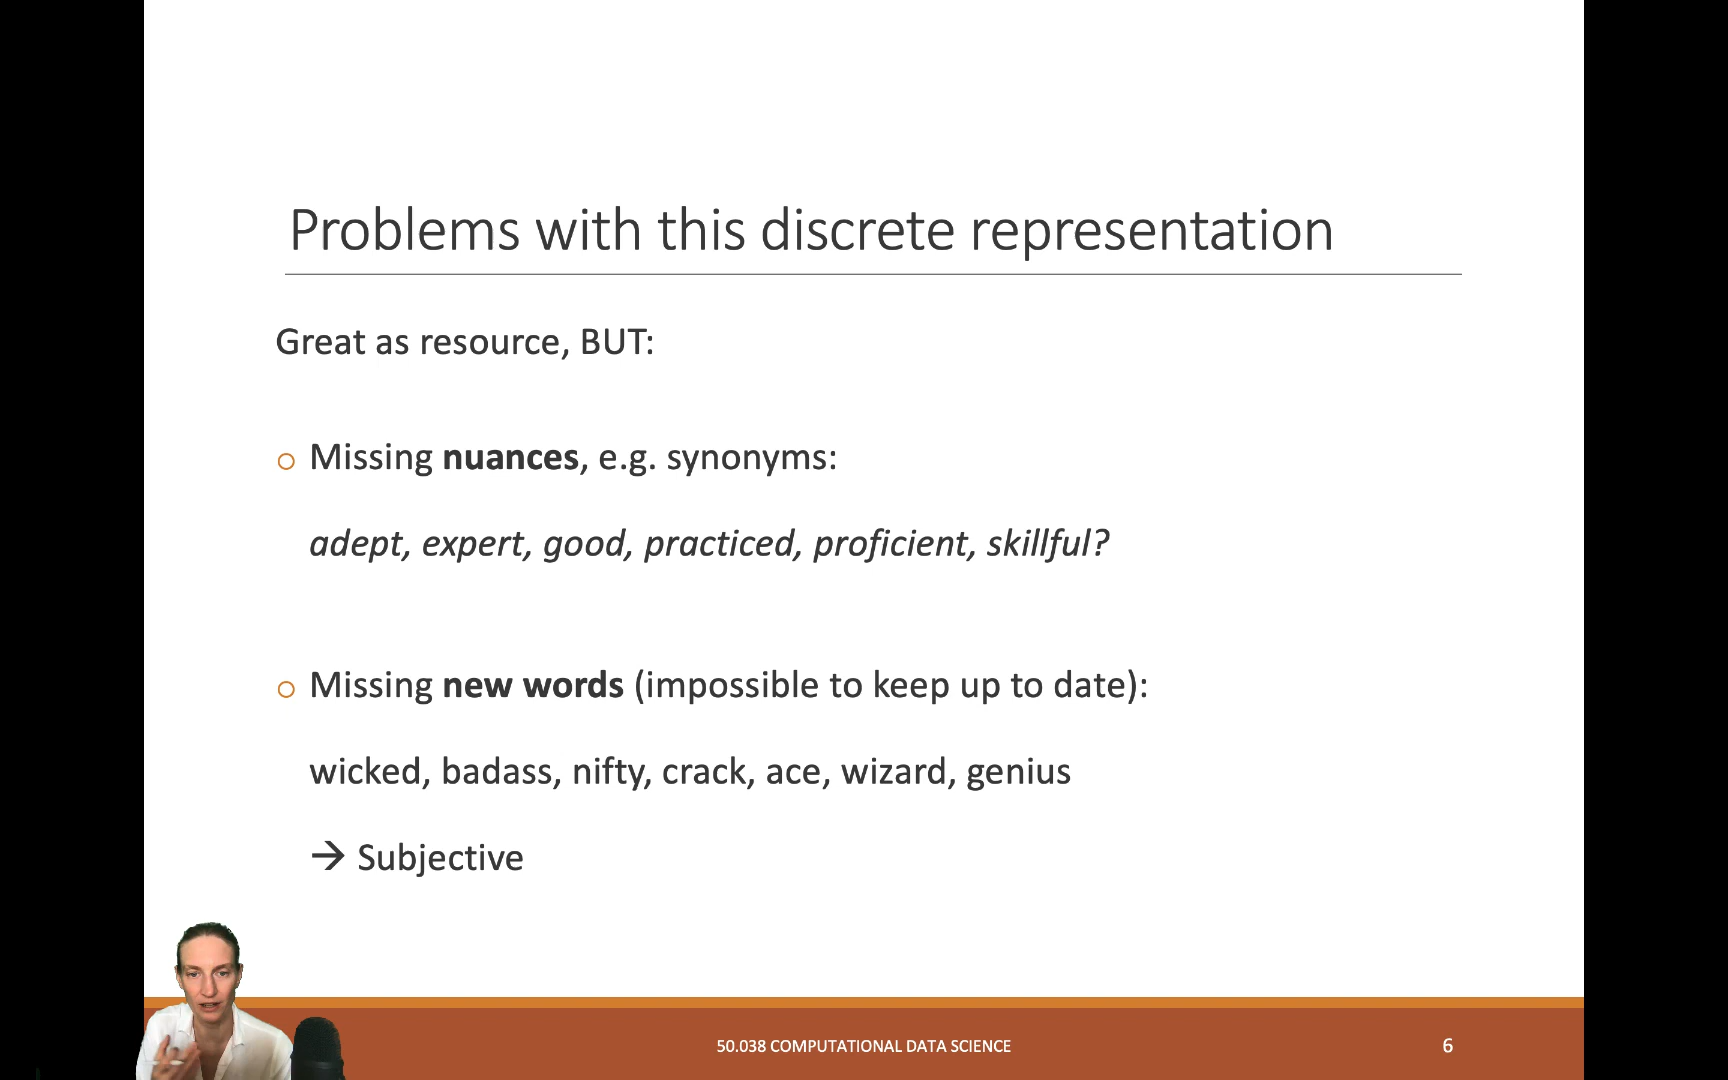 Problems with this discrete representation
Great as resource, BUT:
○ Missing nuances, e.g. synonyms:
adept, expert, good, practiced, proficient, skillful?
○ Missing new words (impossible to keep up to date):
wicked, badass, nifty, crack, ace, wizard, genius
→ Subjective
50.038 COMPUTATIONAL DATA SCIENCE
6